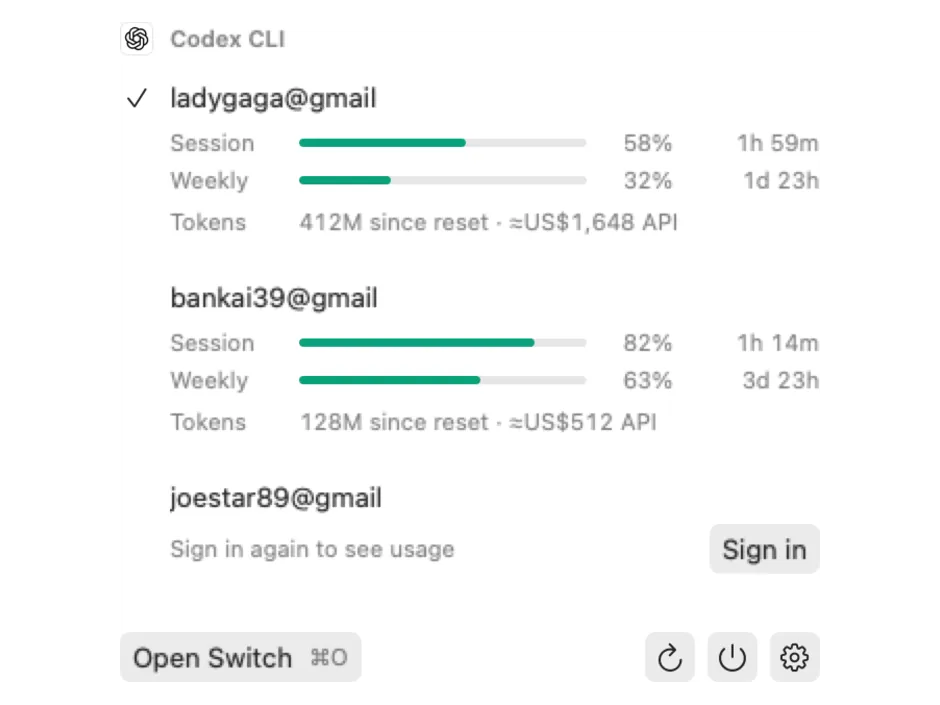 Codex CLI
ladygaga@gmail
Session 58% 1h 59m
Weekly 32% 1d 23h
Tokens 412M since reset · ≈US$1,648 API
bankai39@gmail
Session 82% 1h 14m
Weekly 63% 3d 23h
Tokens 128M since reset · ≈US$512 API
joestar89@gmail
Sign in again to see usage Sign in
Open Switch ⌘O